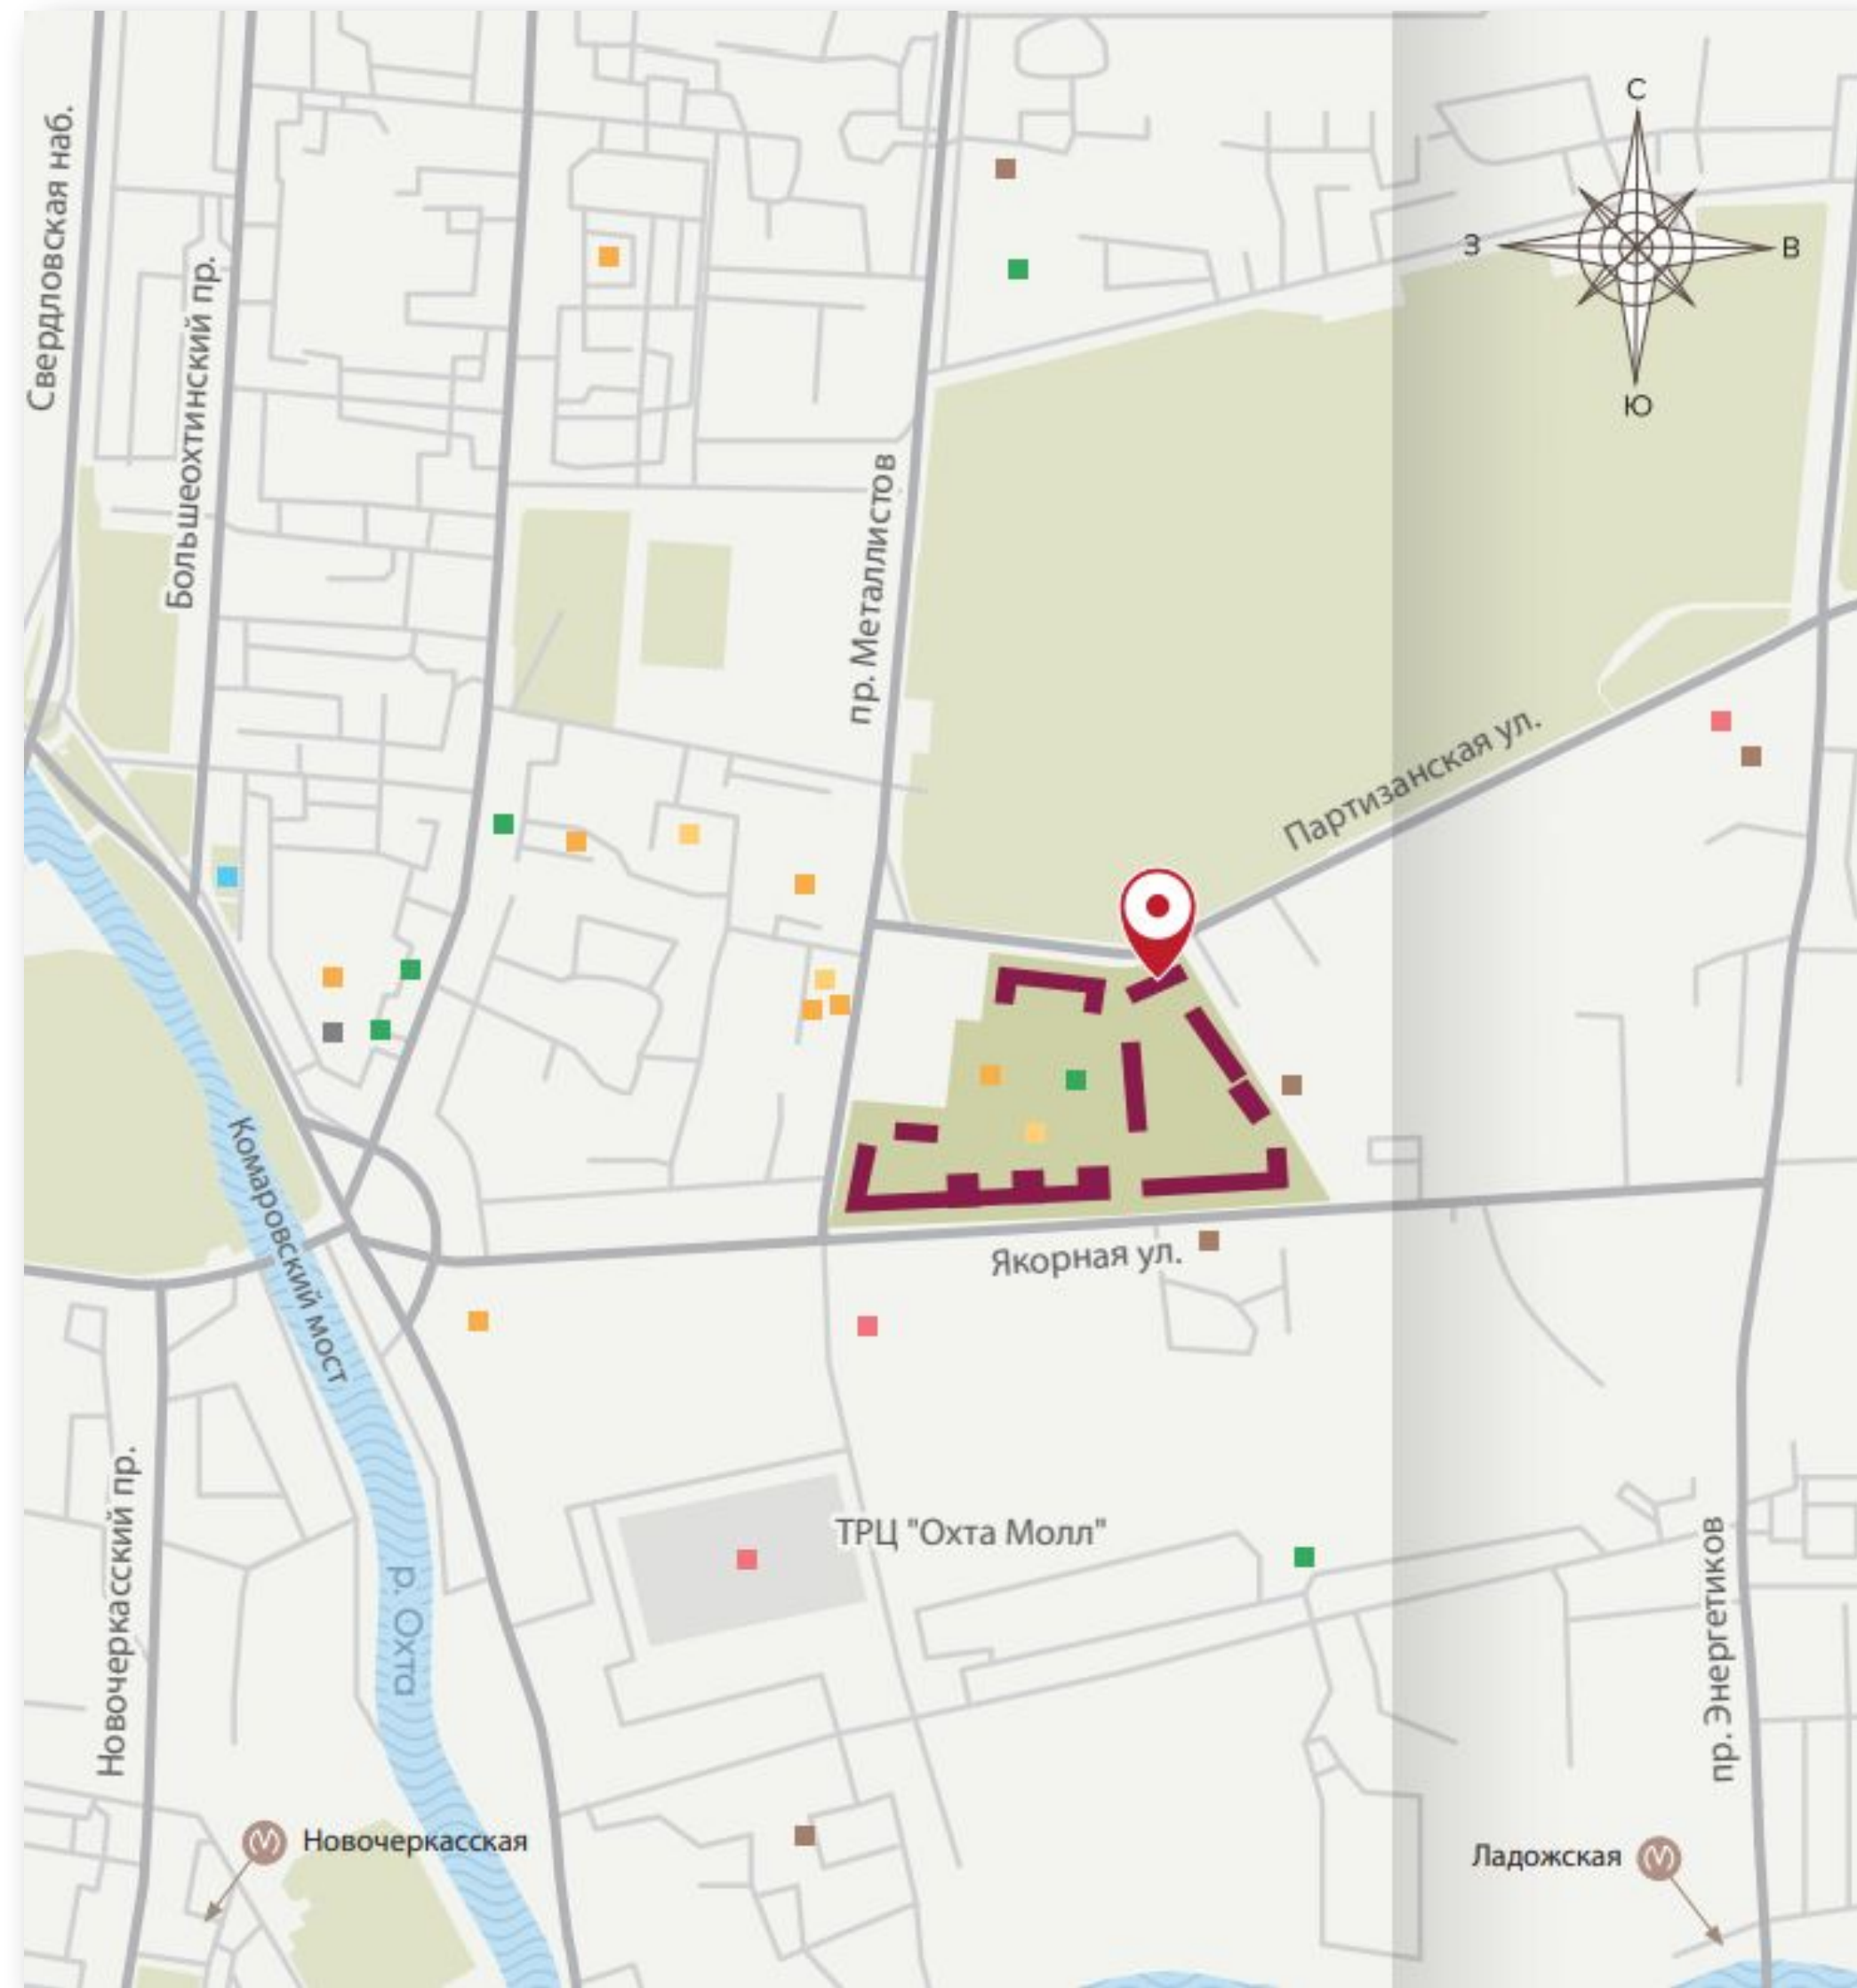 С
З
В
Ю
Свердловская наб.
Большеохтинский пр.
пр. Металлистов
Партизанская ул.
Комаровский мост
Якорная ул.
Новочеркасский пр.
р. Охта
ТРЦ "Охта Молл"
пр. Энергетиков
Новочеркасская
Ладожская